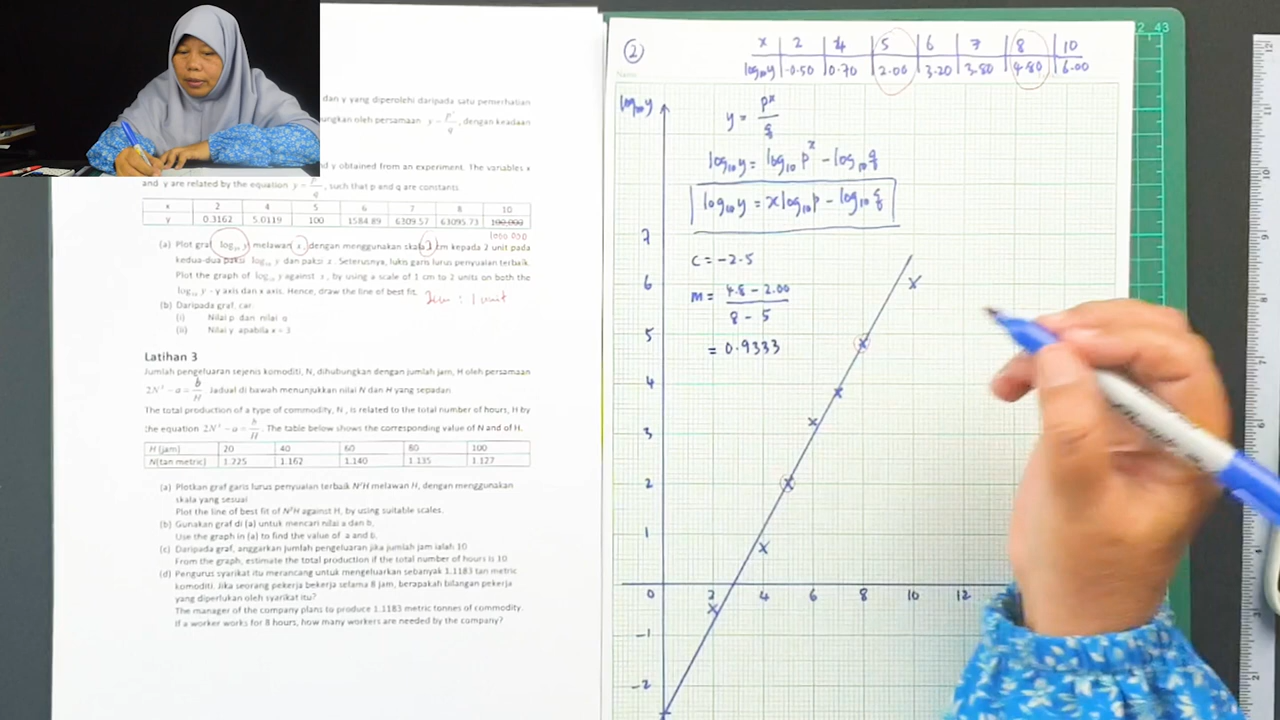 dan y yang diperolehi daripada satu pemerhatian
ungkan oleh persamaan y = p^x/q, dengan keadaan
d y obtained from an experiment. The variables x
and y are related by the equation y = p^x/q, such that p and q are constants.
x 2 4 5 6 7 8 10
y 0.3162 5.0119 100 1584.89 6309.57 63095.73 100,000
1000 000
(a) Plot graf log10 y melawan x dengan menggunakan skala 2 cm kepada 2 unit pada
kedua-dua paksi log10 y dan paksi x. Seterusnya, lukis garis lurus penyuaian terbaik.
Plot the graph of log10 y against x, by using a scale of 1 cm to 2 units on both the
log10 y - y axis dan x axis. Hence, draw the line of best fit.
2cm : 1 unit
(b) Daripada graf, cari
(i) Nilai p dan nilai q
(ii) Nilai y apabila x = 3
Latihan 3
Jumlah pengeluaran sejenis komoditi, N, dihubungkan dengan jumlah jam, H oleh persamaan
2N² − a = b/H. Jadual di bawah menunjukkan nilai N dan H yang sepadan
The total production of a type of commodity, N, is related to the total number of hours, H by
the equation 2N² − a = b/H. The table below shows the corresponding value of N and of H.
H (jam) 20 40 60 80 100
N(tan metric) 1.225 1.162 1.140 1.135 1.127
(a) Plotkan graf garis lurus penyuaian terbaik N²H melawan H, dengan menggunakan
skala yang sesuai
Plot the line of best fit of N²H against H, by using suitable scales.
(b) Gunakan graf di (a) untuk mencari nilai a dan b,
Use the graph in (a) to find the value of a and b.
(c) Daripada graf, anggarkan jumlah pengeluaran jika jumlah jam ialah 10
From the graph, estimate the total production if the total number of hours is 10
(d) Pengurus syarikat itu merancang untuk mengeluarkan sebanyak 1.1183 tan metric
komoditi. Jika seorang pekerja bekerja selama 8 jam, berapakah bilangan pekerja
yang diperlukan oleh syarikat itu?
The manager of the company plans to produce 1.1183 metric tonnes of commodity.
If a worker works for 8 hours, how many workers are needed by the company?
2
x 2 4 5 6 7 8 10
log10 y -0.50 0.70 2.00 3.20 3.80 4.80 6.00
Name:
log10 y
y = p^x/q
log10 y = log10 p^x − log10 q
log10 y = x log10 p − log10 q
c = −2.5
m = 4.8 − 2.00 / 8 − 5
= 0.9333
7
6
5
4
3
2
1
0 2 4 6 8 10 12
−1
−2